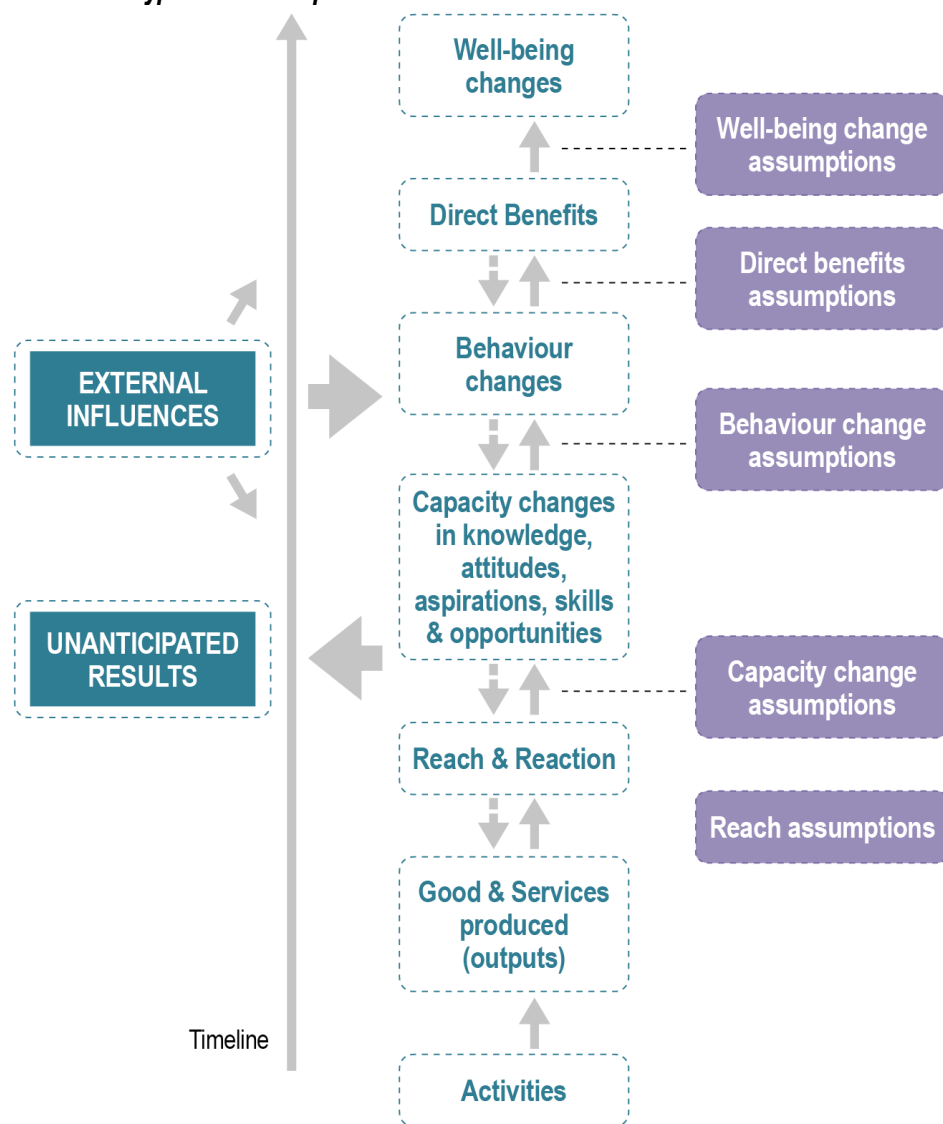 Well-being
changes
Well-being change
assumptions
Direct Benefits
Direct benefits
assumptions
EXTERNAL
INFLUENCES
Behaviour
changes
Behaviour change
assumptions
Capacity changes
in knowledge,
attitudes,
aspirations, skills
& opportunities
UNANTICIPATED
RESULTS
Capacity change
assumptions
Reach & Reaction
Reach assumptions
Good & Services
produced
(outputs)
Timeline
Activities